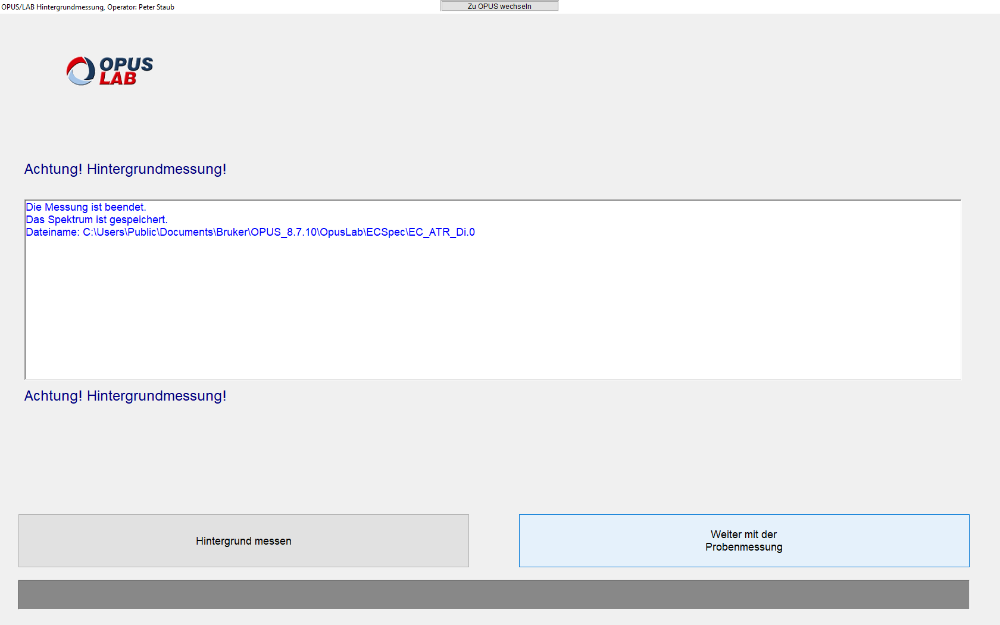 OPUS/LAB Hintergrundmessung, Operator: Peter Staub
Zu OPUS wechseln
OPUS
LAB
Achtung! Hintergrundmessung!
Die Messung ist beendet.
Das Spektrum ist gespeichert.
Dateiname: C:\Users\Public\Documents\Bruker\OPUS_8.7.10\OpusLab\ECSpec\EC_ATR_Di.0
Achtung! Hintergrundmessung!
Hintergrund messen
Weiter mit der
Probenmessung